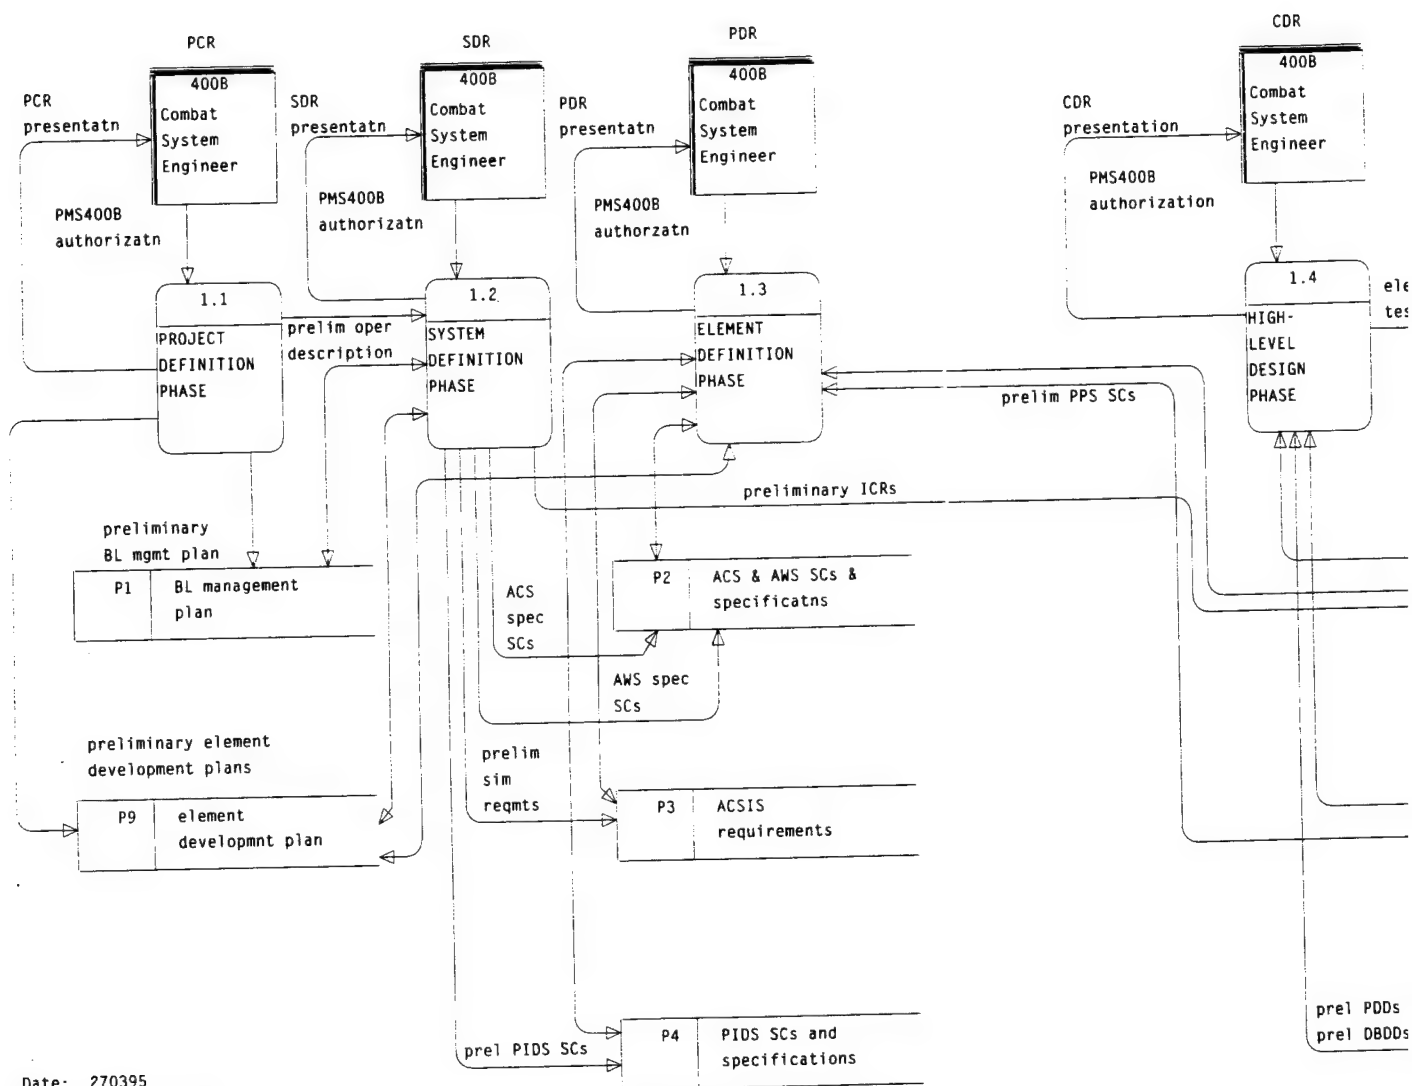 PCR
SDR
PDR
CDR
400B
Combat
System
Engineer
400B
Combat
System
Engineer
400B
Combat
System
Engineer
400B
Combat
System
Engineer
PCR
presentatn
SDR
presentatn
PDR
presentatn
CDR
presentation
PMS400B
authorizatn
PMS400B
authorizatn
PMS400B
authorzatn
PMS400B
authorization
1.1
PROJECT
DEFINITION
PHASE
prelim oper
description
1.2
SYSTEM
DEFINITION
PHASE
1.3
ELEMENT
DEFINITION
PHASE
prelim PPS SCs
1.4
HIGH-
LEVEL
DESIGN
PHASE
ele
tes
preliminary ICRs
preliminary
BL mgmt plan
P1
BL management
plan
ACS
spec
SCs
P2
ACS & AWS SCs &
specificatns
AWS spec
SCs
preliminary element
development plans
P9
element
developmnt plan
prelim
sim
reqmts
P3
ACSIS
requirements
prel PIDS SCs
P4
PIDS SCs and
specifications
prel PDDs
prel DBDDs
Date: 270395